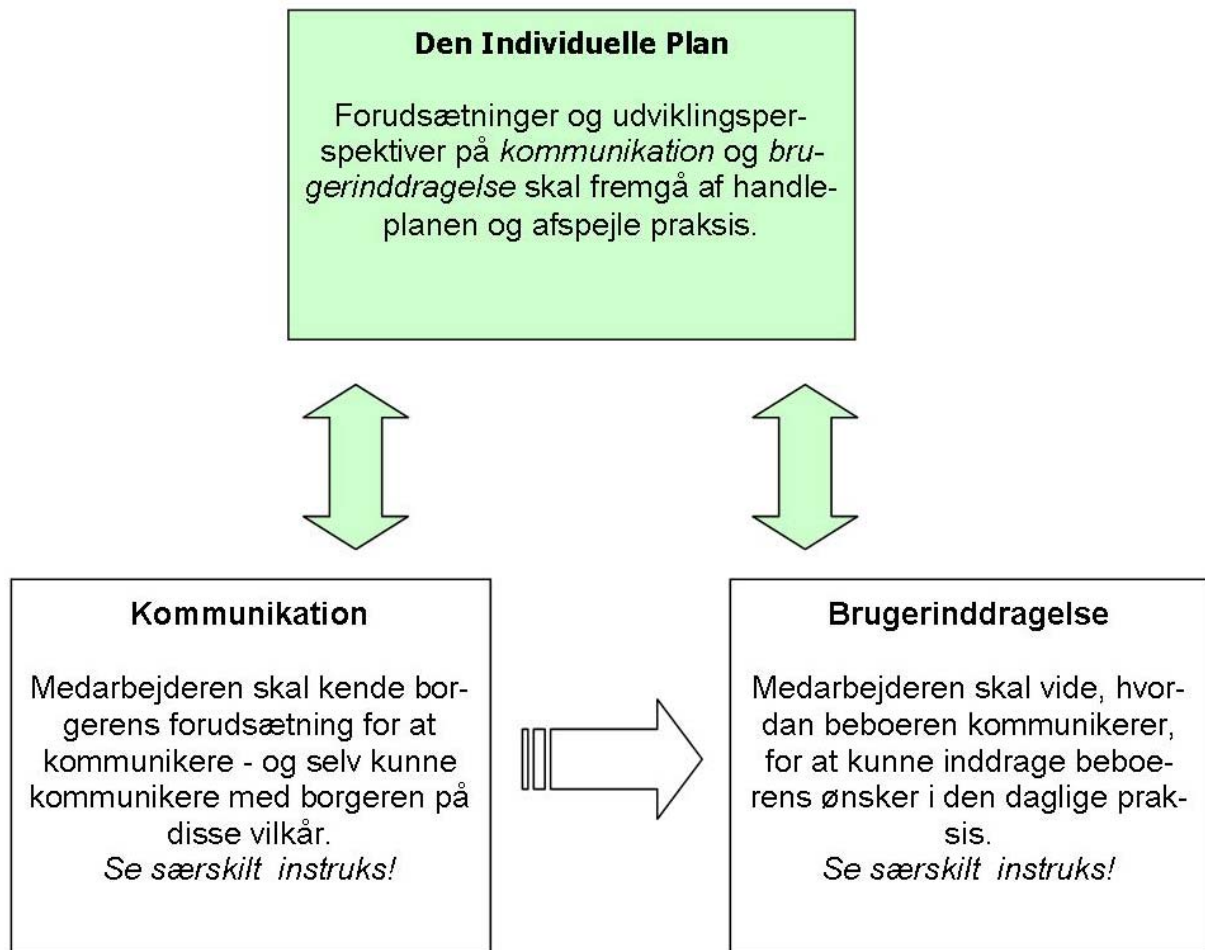 Den Individuelle Plan
Forudsætninger og udviklingsper-
spektiver på kommunikation og bru-
gerinddragelse skal fremgå af handle-
planen og afspejle praksis.
Kommunikation
Medarbejderen skal kende bor-
gerens forudsætning for at
kommunikere - og selv kunne
kommunikere med borgeren på
disse vilkår.
Se særskilt  instruks!
Brugerinddragelse
Medarbejderen skal vide, hvor-
dan beboeren kommunikerer,
for at kunne inddrage beboe-
rens ønsker i den daglige prak-
sis.
Se særskilt  instruks!